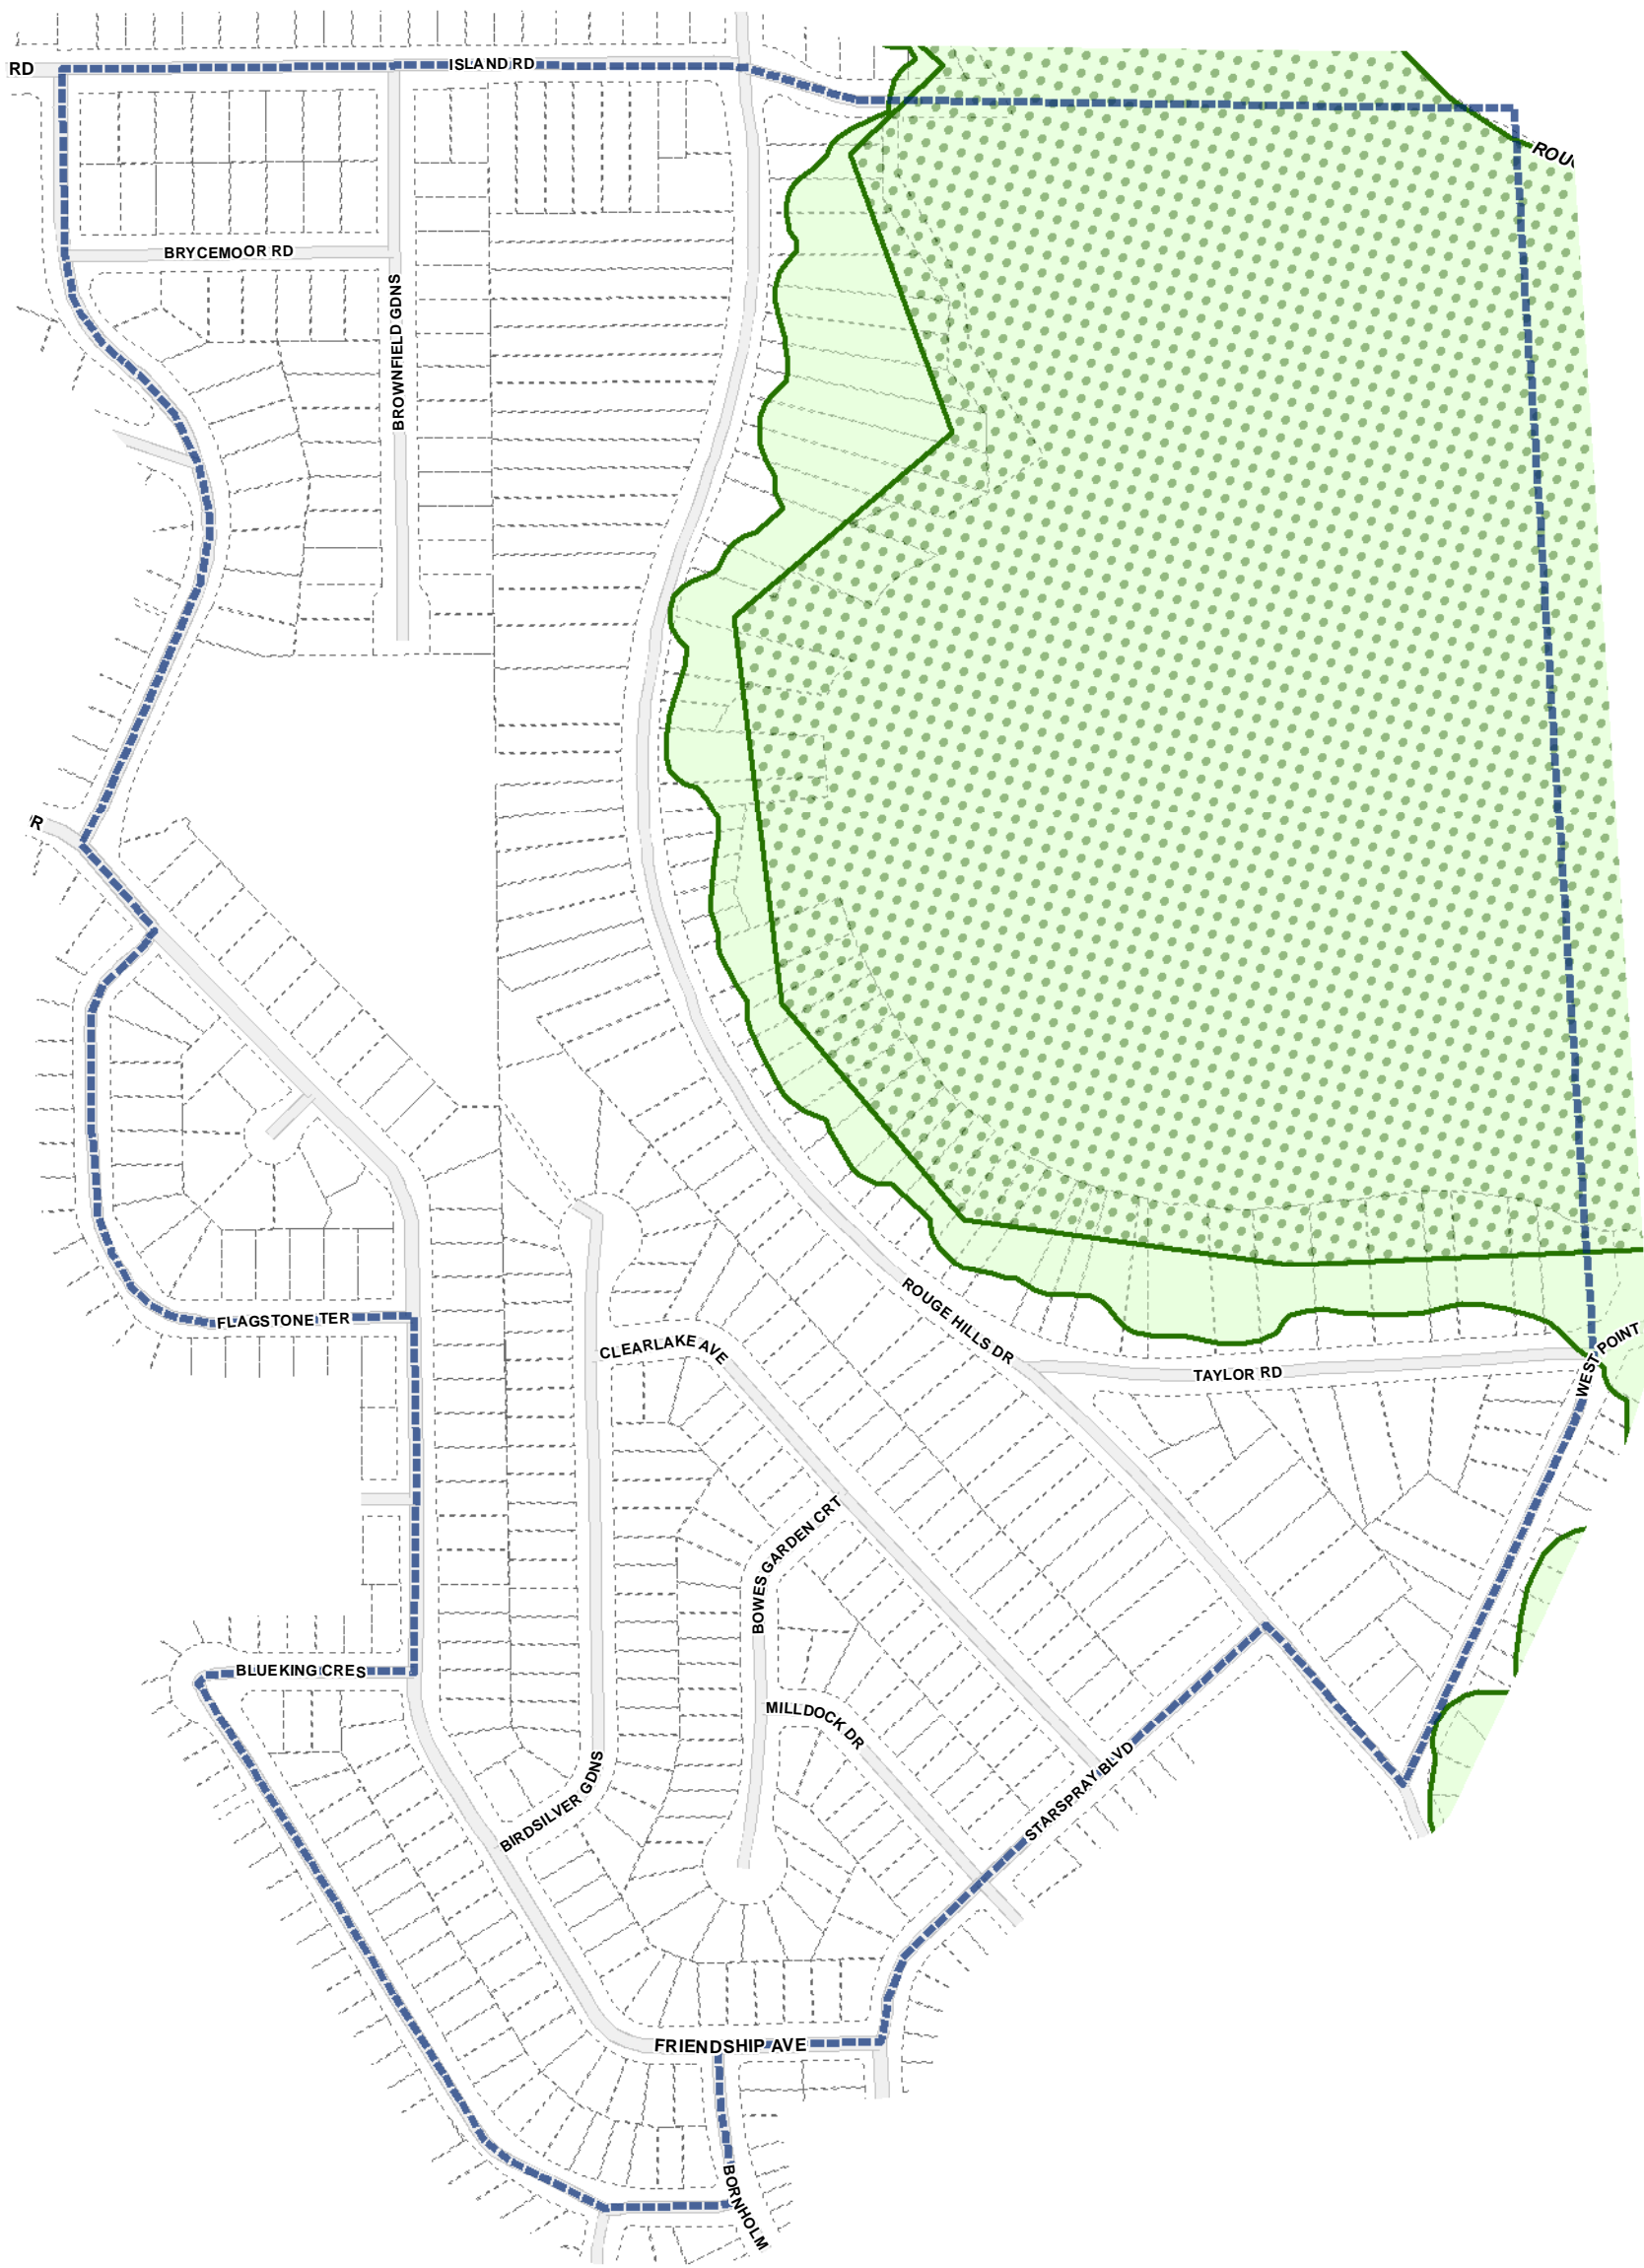 RD
ISLAND RD
ROU
BRYCEMOOR RD
BROWNFIELD GDNS
R
ROUGE HILLS DR
FLAGSTONE TER
CLEARLAKE AVE
TAYLOR RD
WEST POINT
BOWES GARDEN CRT
BLUEKING CRES
MILLDOCK DR
STARSPRAY BLVD
BIRDSILVER GDNS
FRIENDSHIP AVE
BORNHOLM